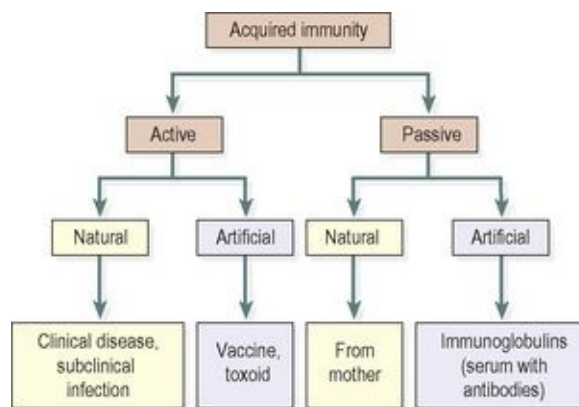 Acquired immunity
Active
Passive
Natural
Artificial
Natural
Artificial
Clinical disease,
subclinical
infection
Vaccine,
toxoid
From
mother
Immunoglobulins
(serum with
antibodies)